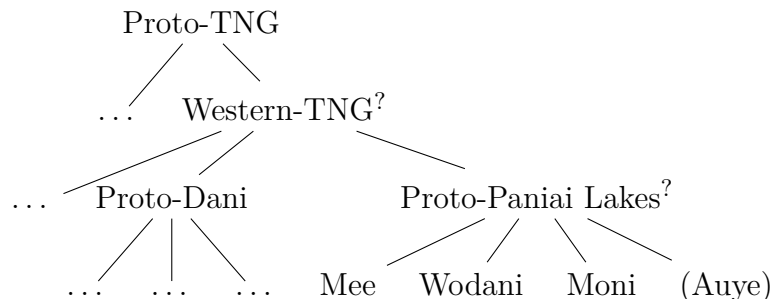 Proto-TNG
... Western-TNG?
... Proto-Dani Proto-Paniai Lakes?
... ... ... Mee Wodani Moni (Auye)